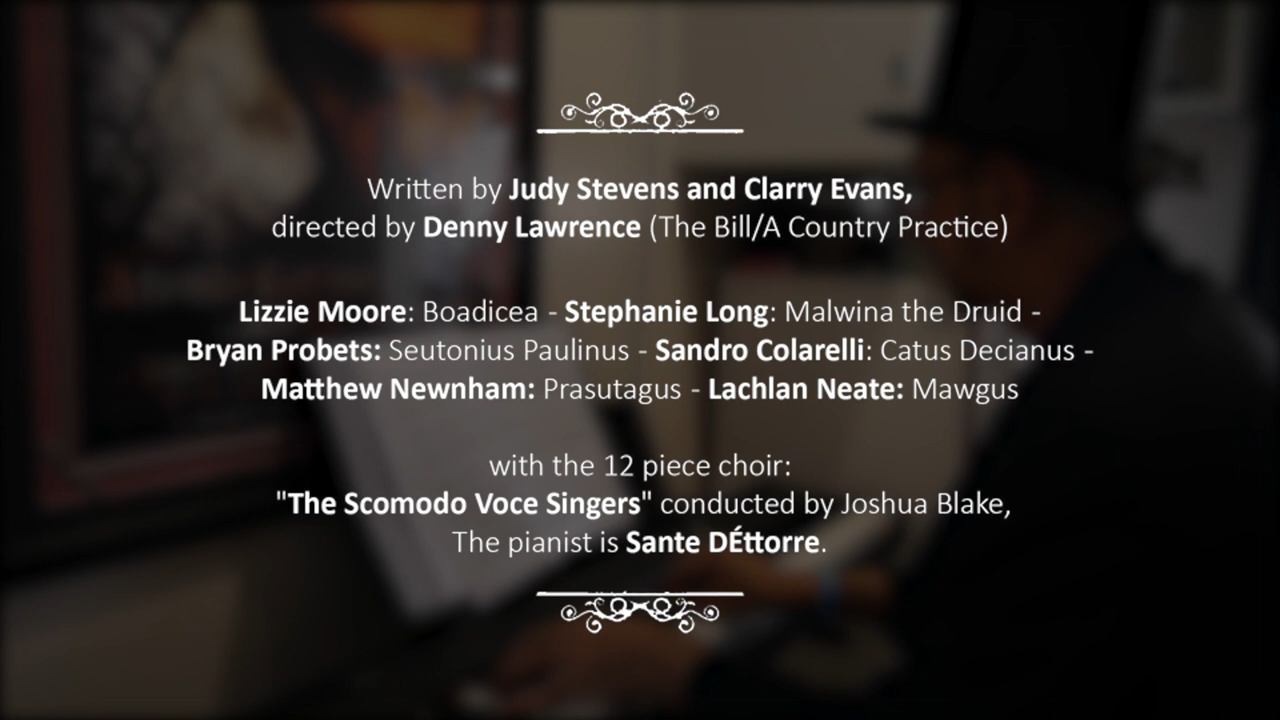 Written by Judy Stevens and Clarry Evans,
directed by Denny Lawrence (The Bill/A Country Practice)
Lizzie Moore: Boadicea - Stephanie Long: Malwina the Druid -
Bryan Probets: Seutonius Paulinus - Sandro Colarelli: Catus Decianus -
Matthew Newnham: Prasutagus - Lachlan Neate: Mawgus
with the 12 piece choir:
"The Scomodo Voce Singers" conducted by Joshua Blake,
The pianist is Sante DÉttorre.